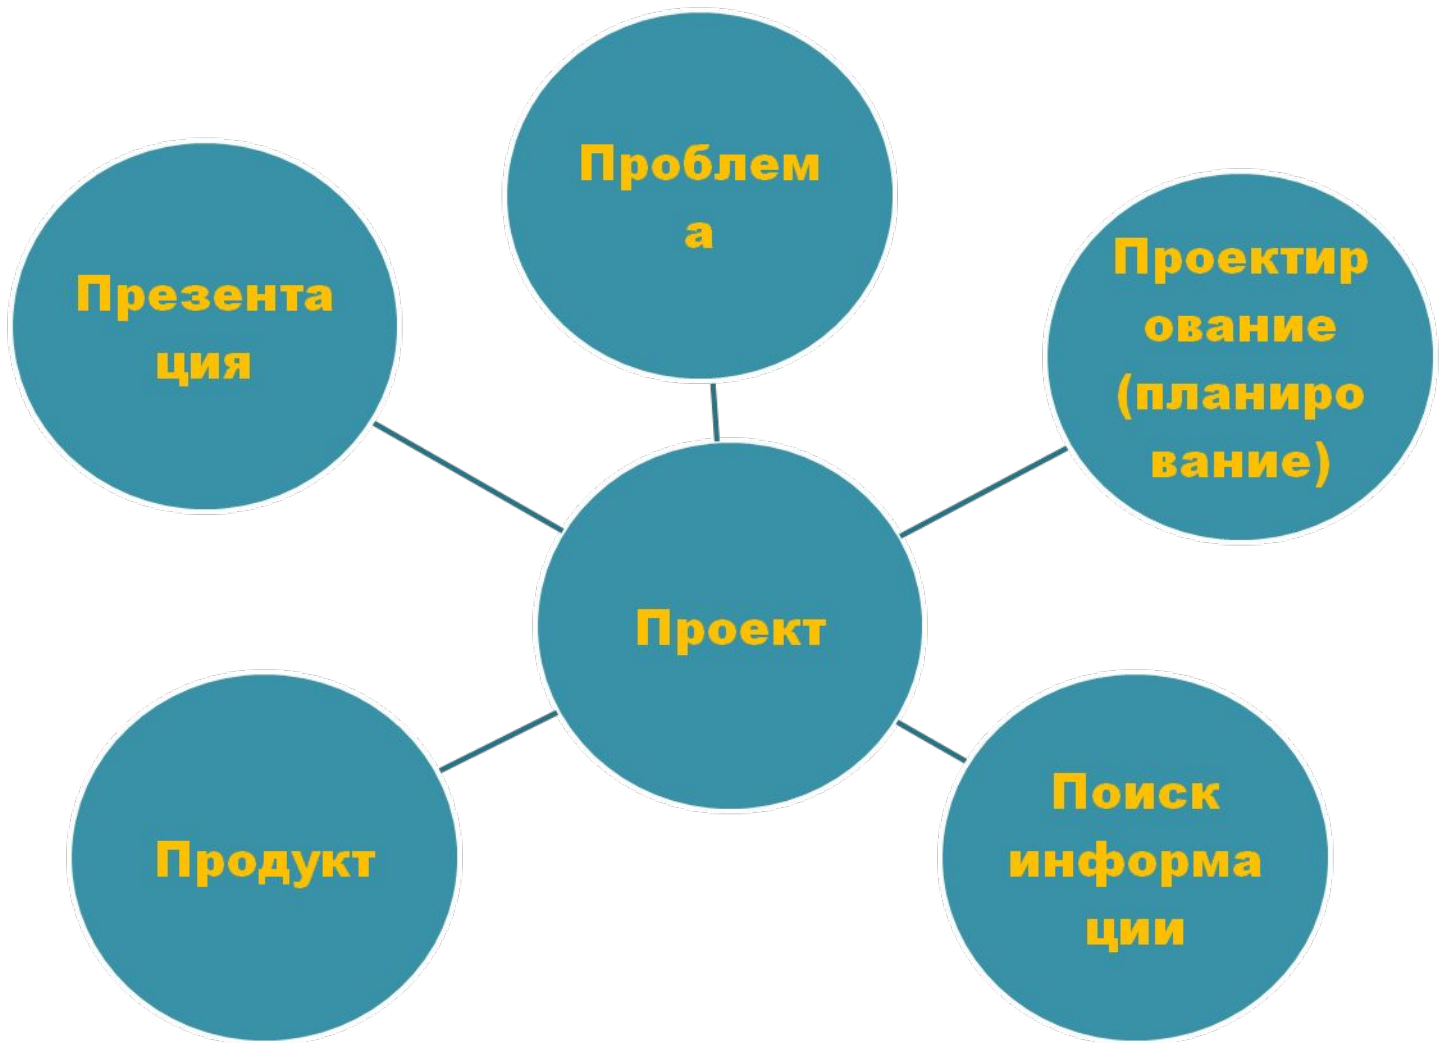 Проблем
а
Презента
ция
Проектир
ование
(планиро
вание)
Проект
Продукт
Поиск
информа
ции